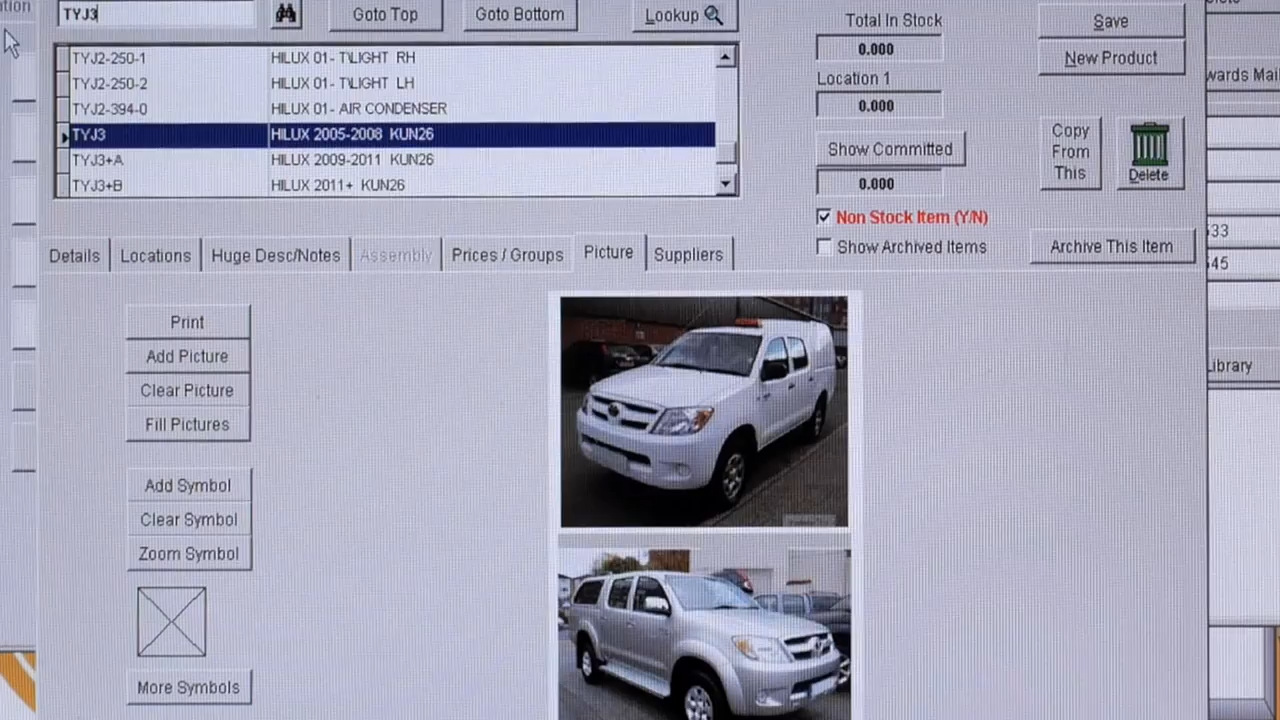 TYJ3
Goto Top
Goto Bottom
Lookup
Total In Stock
0.000
Location 1
0.000
Show Committed
0.000
Save
New Product
Copy
From
This
Delete
TYJ2-250-1 HILUX 01- T\LIGHT RH
TYJ2-250-2 HILUX 01- T\LIGHT LH
TYJ2-394-0 HILUX 01- AIR CONDENSER
TYJ3 HILUX 2005-2008 KUN26
TYJ3+A HILUX 2009-2011 KUN26
TYJ3+B HILUX 2011+ KUN26
Non Stock Item (Y/N)
Show Archived Items
Archive This Item
Details
Locations
Huge Desc/Notes
Assembly
Prices / Groups
Picture
Suppliers
Print
Add Picture
Clear Picture
Fill Pictures
Add Symbol
Clear Symbol
Zoom Symbol
More Symbols
wards Mai
33
45
Library